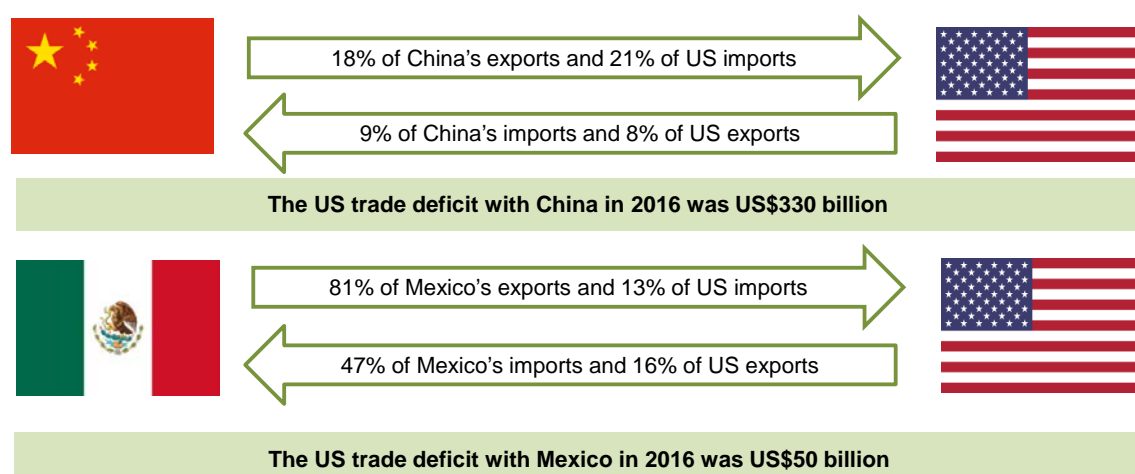 18% of China's exports and 21% of US imports
9% of China's imports and 8% of US exports
The US trade deficit with China in 2016 was US$330 billion
81% of Mexico's exports and 13% of US imports
47% of Mexico's imports and 16% of US exports
The US trade deficit with Mexico in 2016 was US$50 billion